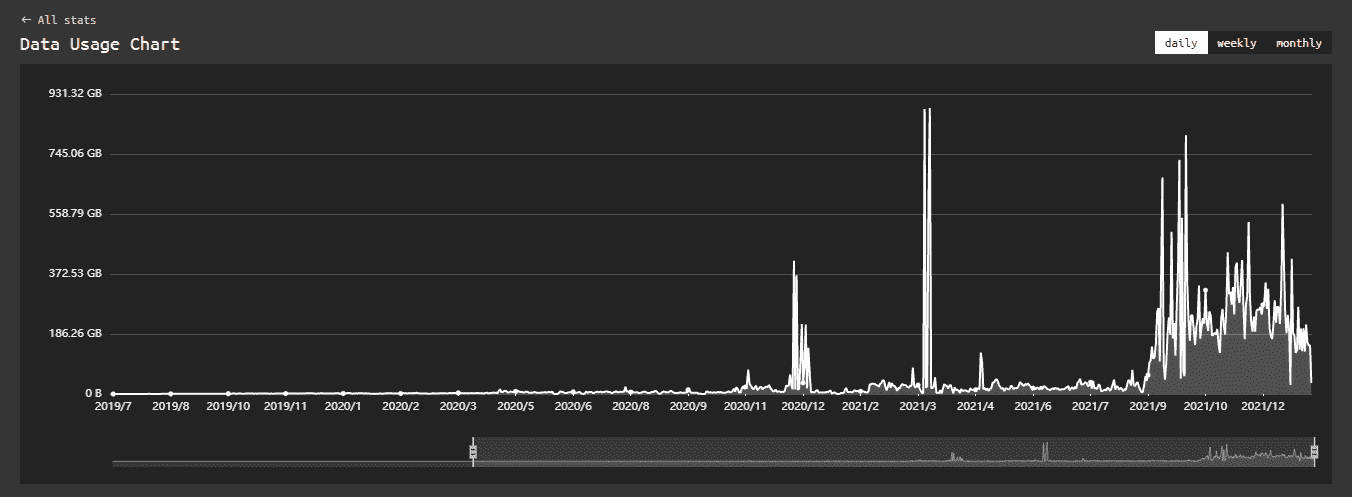 ← All stats
Data Usage Chart
daily weekly monthly
931.32 GB
745.06 GB
558.79 GB
372.53 GB
186.26 GB
0 B
2019/7 2019/8 2019/10 2019/11 2020/1 2020/2 2020/3 2020/5 2020/6 2020/8 2020/9 2020/11 2020/12 2021/2 2021/3 2021/4 2021/6 2021/7 2021/9 2021/10 2021/12